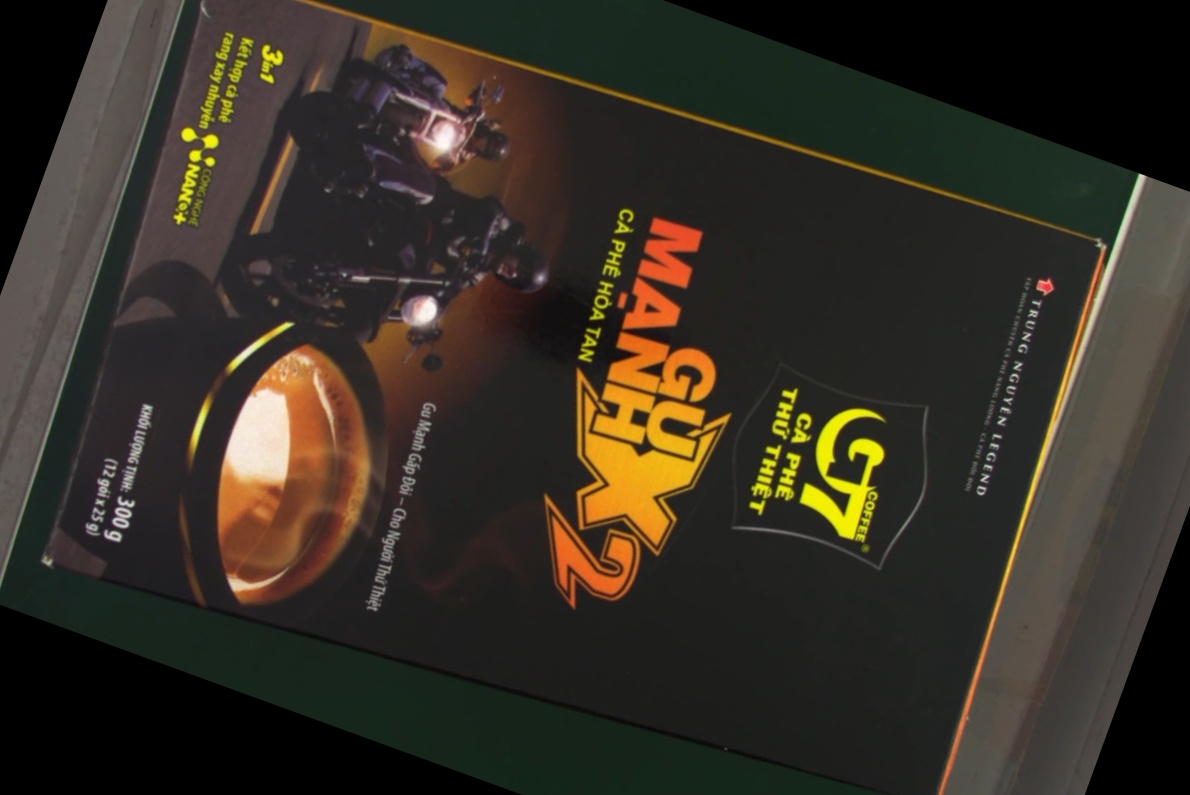 TRUNG NGUYÊN LEGEND
G7
COFFEE®
CÀ PHÊ
THỨ THIỆT
GU
MẠNH X2
CÀ PHÊ HÒA TAN
Gu Mạnh Gấp Đôi – Cho Người Thứ Thiệt
3in1
Kết hợp cà phê
rang xay nhuyễn
CÔNG NGHỆ
NANO+
KHỐI LƯỢNG TỊNH: 300 g
(12 gói x 25 g)